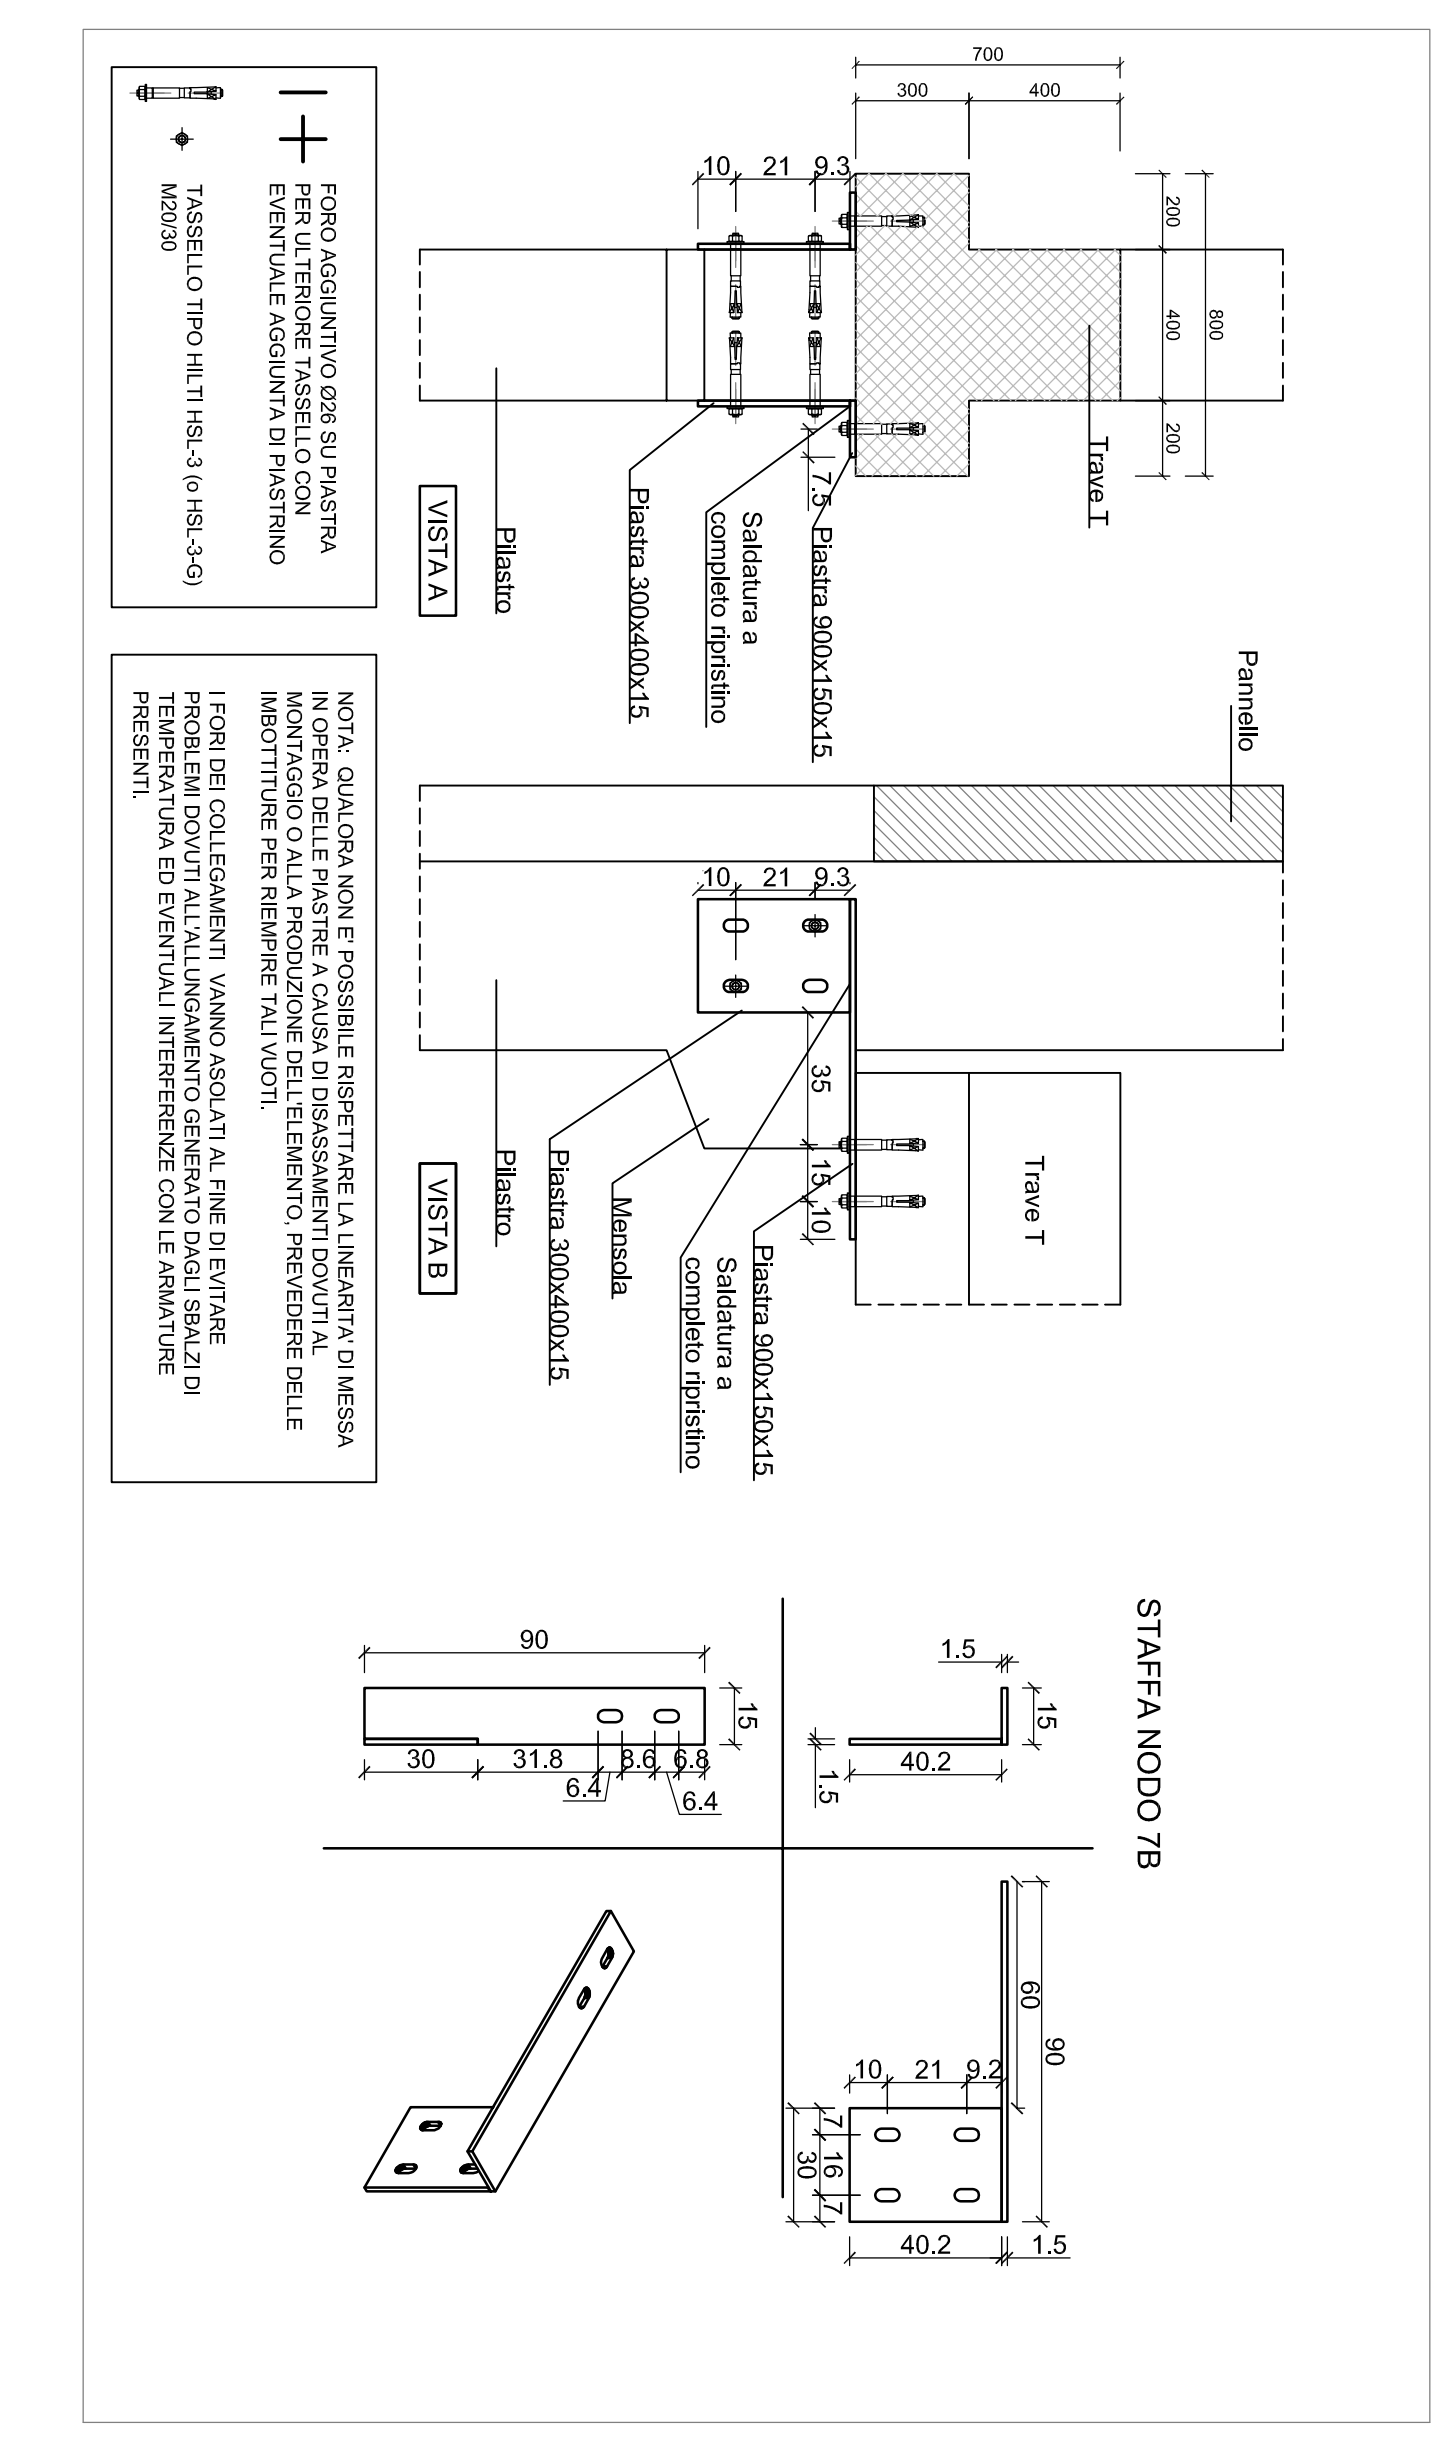 700
300
400
10
21
9.3
200
400
200
800
Trave T
7.5
Piastra 900x150x15
Saldatura a
completo ripristino
Piastra 300x400x15
Pilastro
VISTA A
FORO AGGIUNTIVO Ø26 SU PIASTRA
PER ULTERIORE TASSELLO CON
EVENTUALE AGGIUNTA DI PIASTRINO
TASSELLO TIPO HILTI HSL-3 (o HSL-3-G)
M20/30
Pannello
10
21
9.3
35
15
10
Trave T
Piastra 900x150x15
Saldatura a
completo ripristino
Mensola
Piastra 300x400x15
Pilastro
VISTA B
NOTA: QUALORA NON E' POSSIBILE RISPETTARE LA LINEARITA' DI MESSA
IN OPERA DELLE PIASTRE A CAUSA DI DISASSAMENTI DOVUTI AL
MONTAGGIO O ALLA PRODUZIONE DELL'ELEMENTO, PREVEDERE DELLE
IMBOTTITURE PER RIEMPIRE TALI VUOTI.
I FORI DEI COLLEGAMENTI VANNO ASOLATI AL FINE DI EVITARE
PROBLEMI DOVUTI ALL'ALLUNGAMENTO GENERATO DAGLI SBALZI DI
TEMPERATURA ED EVENTUALI INTERFERENZE CON LE ARMATURE
PRESENTI.
STAFFA NODO 7B
1.5
15
40.2
1.5
90
60
10
21
9.2
7
16
7
30
40.2
1.5
90
15
30
31.8
8.6
6.8
6.4
6.4